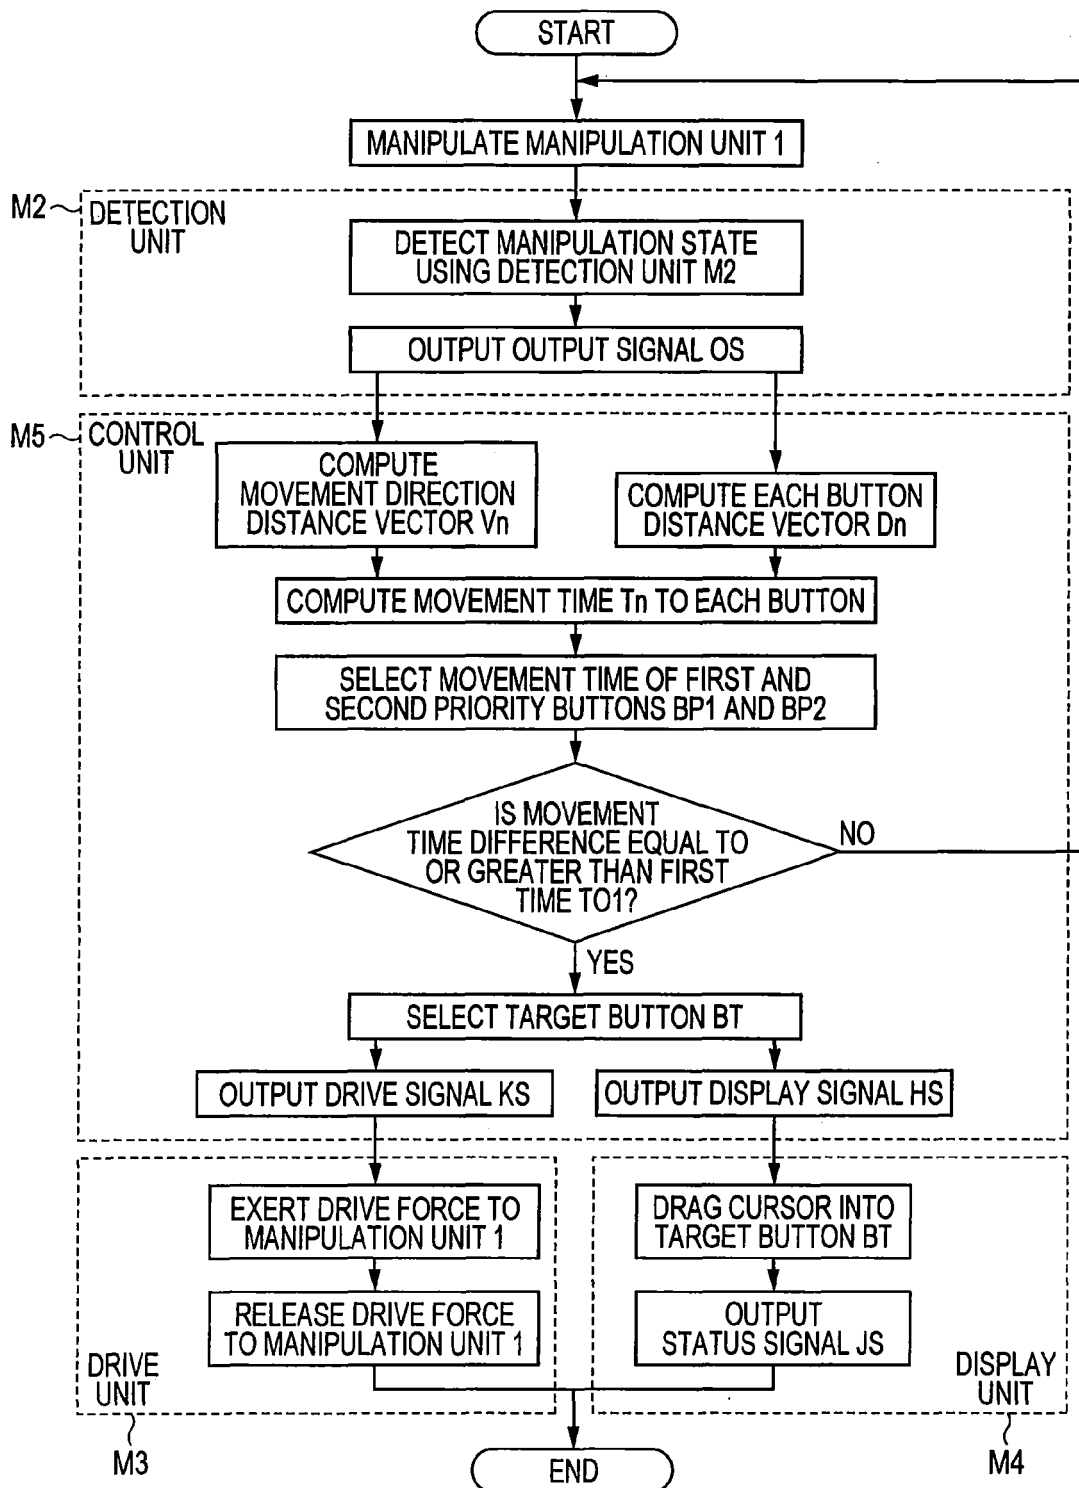 START
MANIPULATE MANIPULATION UNIT 1
M2
DETECTION
UNIT
DETECT MANIPULATION STATE
USING DETECTION UNIT M2
OUTPUT OUTPUT SIGNAL OS
M5
CONTROL
UNIT
COMPUTE
MOVEMENT DIRECTION
DISTANCE VECTOR Vn
COMPUTE EACH BUTTON
DISTANCE VECTOR Dn
COMPUTE MOVEMENT TIME Tn TO EACH BUTTON
SELECT MOVEMENT TIME OF FIRST AND
SECOND PRIORITY BUTTONS BP1 AND BP2
IS MOVEMENT
TIME DIFFERENCE EQUAL TO
OR GREATER THAN FIRST
TIME TO1?
NO
YES
SELECT TARGET BUTTON BT
OUTPUT DRIVE SIGNAL KS
OUTPUT DISPLAY SIGNAL HS
EXERT DRIVE FORCE TO
MANIPULATION UNIT 1
DRAG CURSOR INTO
TARGET BUTTON BT
RELEASE DRIVE FORCE
TO MANIPULATION UNIT 1
OUTPUT
STATUS SIGNAL JS
DRIVE
UNIT
DISPLAY
UNIT
M3
END
M4